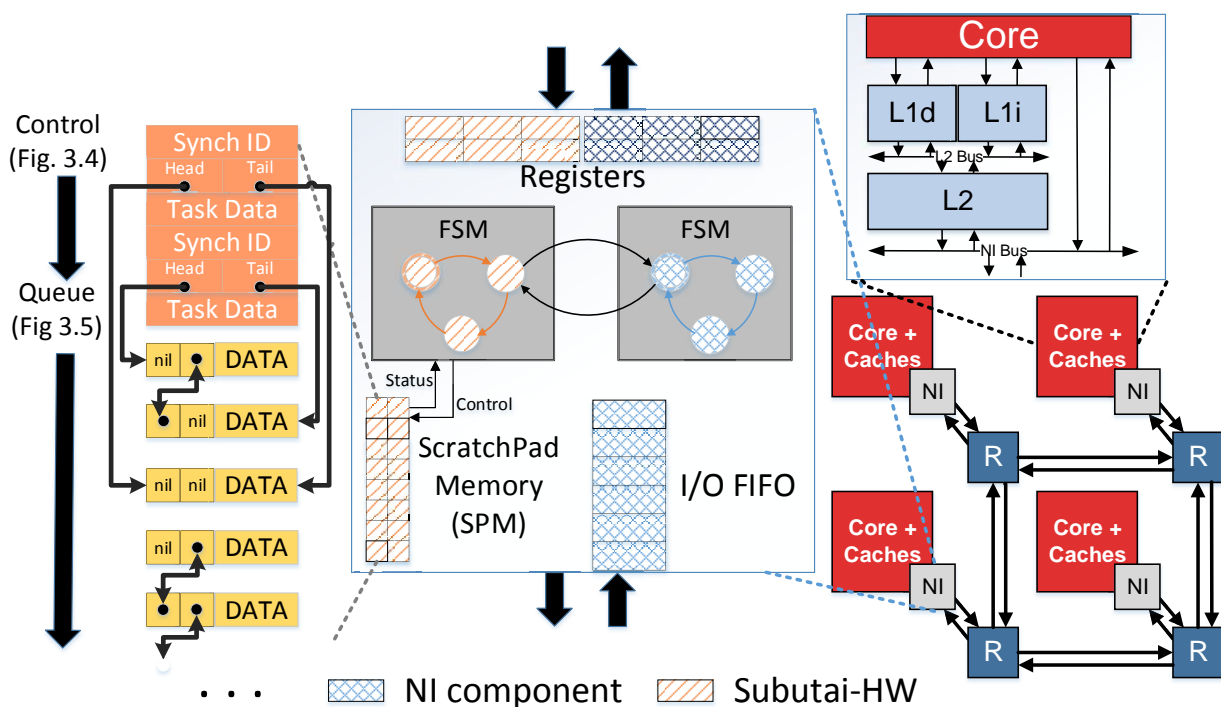 Control
(Fig. 3.4)
Queue
(Fig 3.5)
Synch ID
Head Tail
Task Data
Synch ID
Head Tail
Task Data
nil DATA
nil DATA
nil nil DATA
nil DATA
DATA
. . .
Registers
FSM
FSM
Status
Control
ScratchPad
Memory
(SPM)
I/O FIFO
NI component
Subutai-HW
Core
L1d
L1i
L2 Bus
L2
NI Bus
Core +
Caches
NI
R
Core +
Caches
NI
R
Core +
Caches
NI
R
Core +
Caches
NI
R